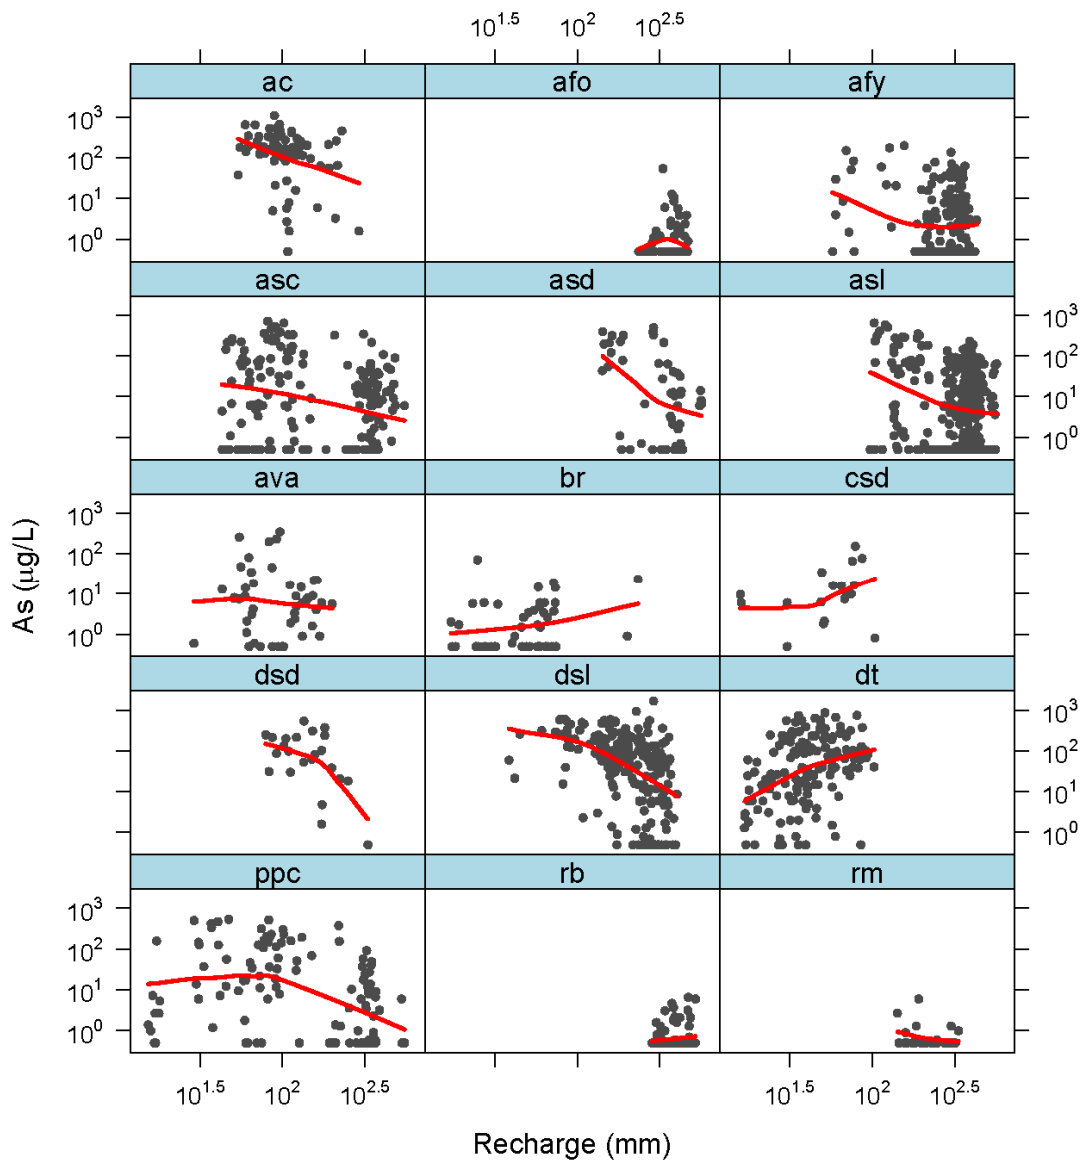 10^1.5 10^2 10^2.5
ac afo afy
10^3
10^2
10^1
10^0
asc asd asl
10^3
10^2
10^1
10^0
ava br csd
10^3
10^2
10^1
10^0
dsd dsl dt
10^3
10^2
10^1
10^0
ppc rb rm
10^3
10^2
10^1
10^0
10^1.5 10^2 10^2.5 10^1.5 10^2 10^2.5
As (μg/L)
Recharge (mm)